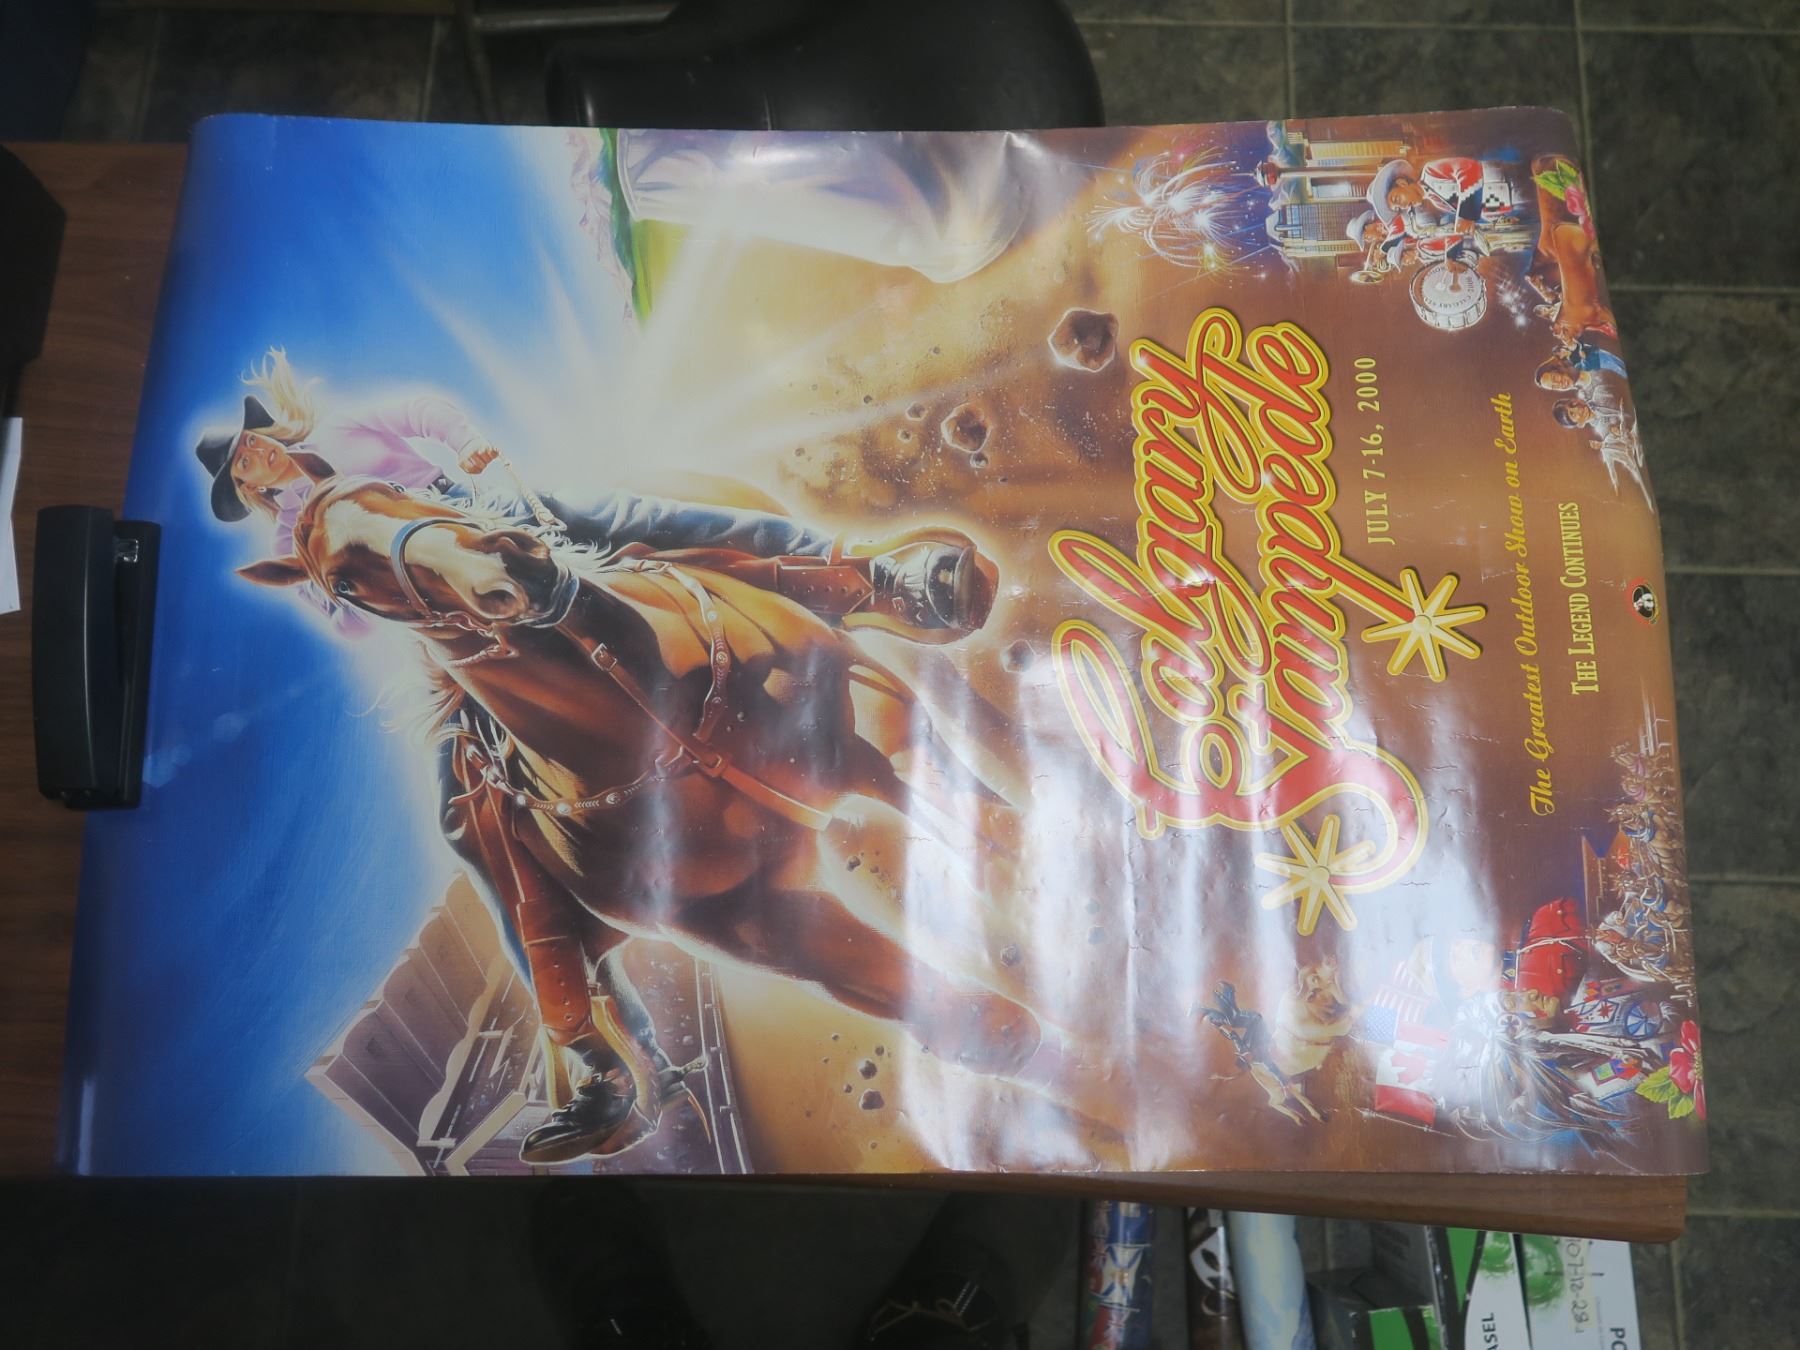 Calgary
Stampede
JULY 7-16, 2000
The Greatest Outdoor Show on Earth
THE LEGEND CONTINUES